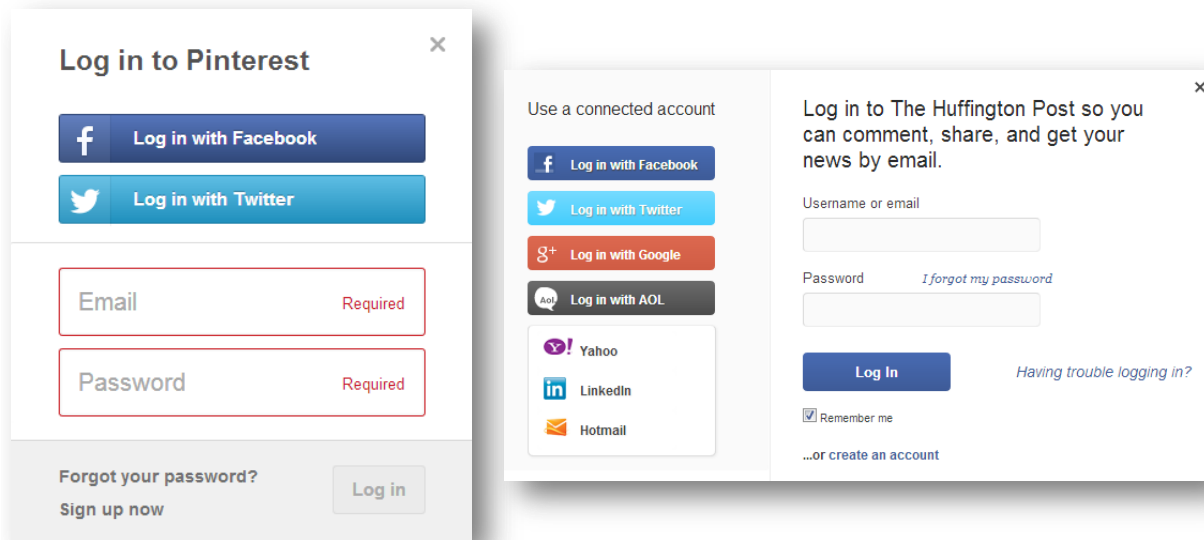 Log in to Pinterest
×
f
Log in with Facebook
Log in with Twitter
Email Required
Password Required
Forgot your password?
Sign up now
Log in
Use a connected account
f Log in with Facebook
Log in with Twitter
g+ Log in with Google
Aol. Log in with AOL
Y! Yahoo
in LinkedIn
Hotmail
×
Log in to The Huffington Post so you
can comment, share, and get your
news by email.
Username or email
Password I forgot my password
Log In Having trouble logging in?
Remember me
...or create an account